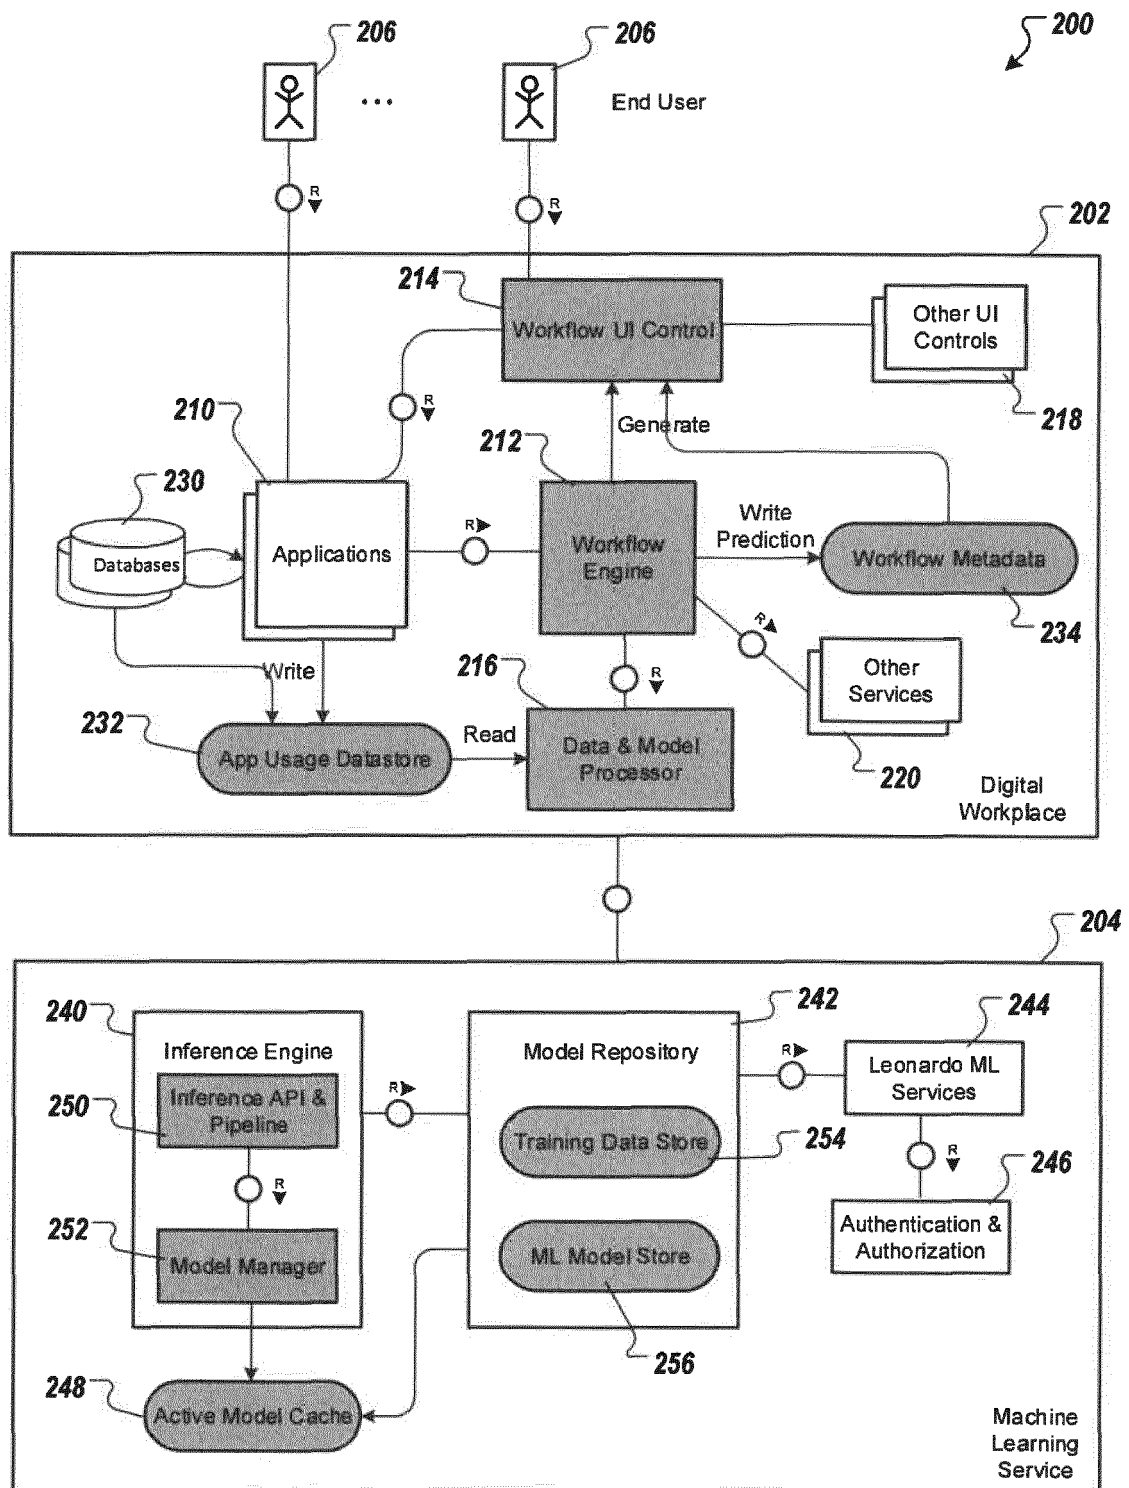 206
206
200
...
End User
R
R
202
214
Workflow UI Control
Other UI
Controls
R
218
210
212
Generate
230
Databases
Applications
R
Workflow
Engine
Write
Prediction
Workflow Metadata
R
234
Write
216
R
Other
Services
232
App Usage Datastore
Read
Data & Model
Processor
220
Digital
Workplace
204
240
242
244
Inference Engine
Model Repository
R
Leonardo ML
Services
250
Inference API &
Pipeline
R
Training Data Store
254
R
246
R
252
Model Manager
ML Model Store
Authentication &
Authorization
256
248
Active Model Cache
Machine
Learning
Service